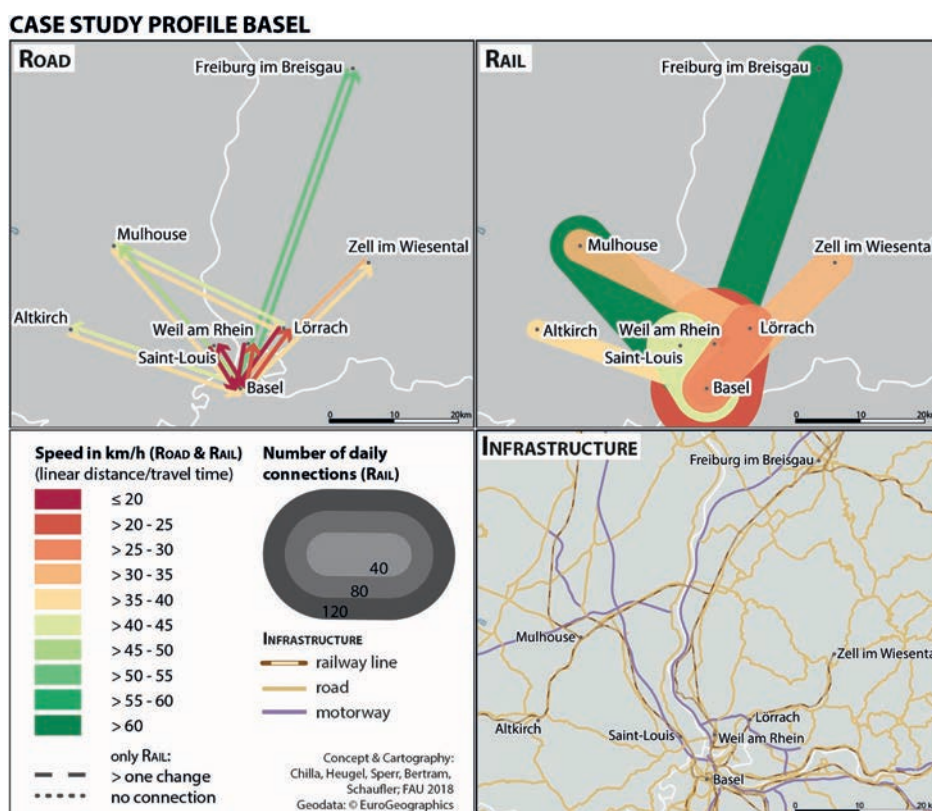 CASE STUDY PROFILE BASEL
ROAD
Freiburg im Breisgau
Mulhouse
Zell im Wiesental
Altkirch
Weil am Rhein
Lörrach
Saint-Louis
Basel
0 10 20km
RAIL
Freiburg im Breisgau
Mulhouse
Zell im Wiesental
Altkirch
Weil am Rhein
Lörrach
Saint-Louis
Basel
0 10 20km
Speed in km/h (ROAD & RAIL)
(linear distance/travel time)
≤ 20
> 20 - 25
> 25 - 30
> 30 - 35
> 35 - 40
> 40 - 45
> 45 - 50
> 50 - 55
> 55 - 60
> 60
only RAIL:
> one change
no connection
Number of daily
connections (RAIL)
40
80
120
INFRASTRUCTURE
railway line
road
motorway
Concept & Cartography:
Chilla, Heugel, Sperr, Bertram,
Schaufler; FAU 2018
Geodata: © EuroGeographics
INFRASTRUCTURE
Freiburg im Breisgau
Mulhouse
Zell im Wiesental
Altkirch
Lörrach
Saint-Louis
Weil am Rhein
Basel
0 10 20 km